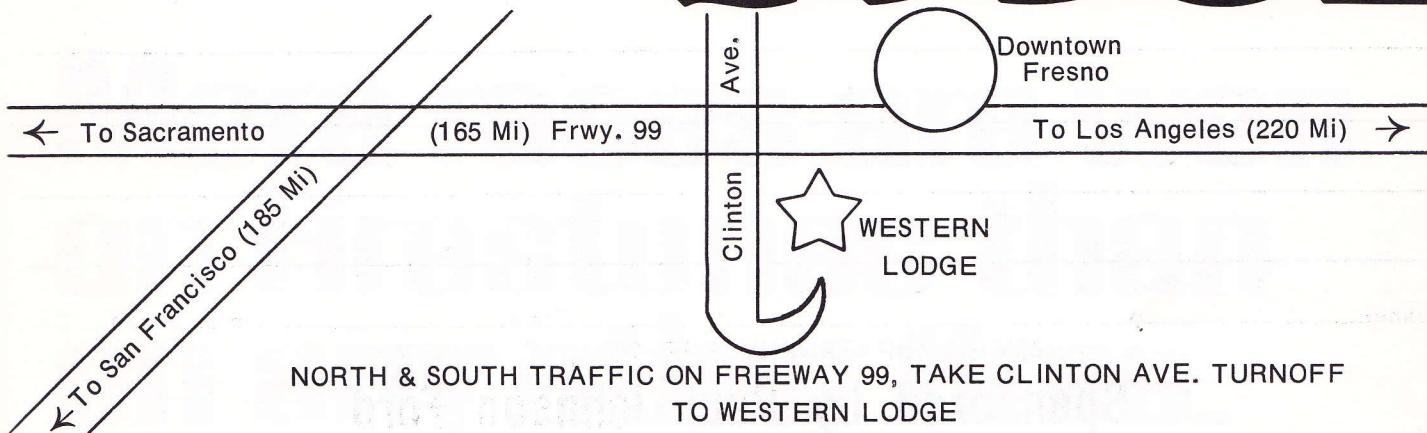 Ave.
Downtown
Fresno
← To Sacramento (165 Mi) Frwy. 99
To Los Angeles (220 Mi) →
Clinton
←To San Francisco (185 Mi)
WESTERN
LODGE
NORTH & SOUTH TRAFFIC ON FREEWAY 99, TAKE CLINTON AVE. TURNOFF
TO WESTERN LODGE